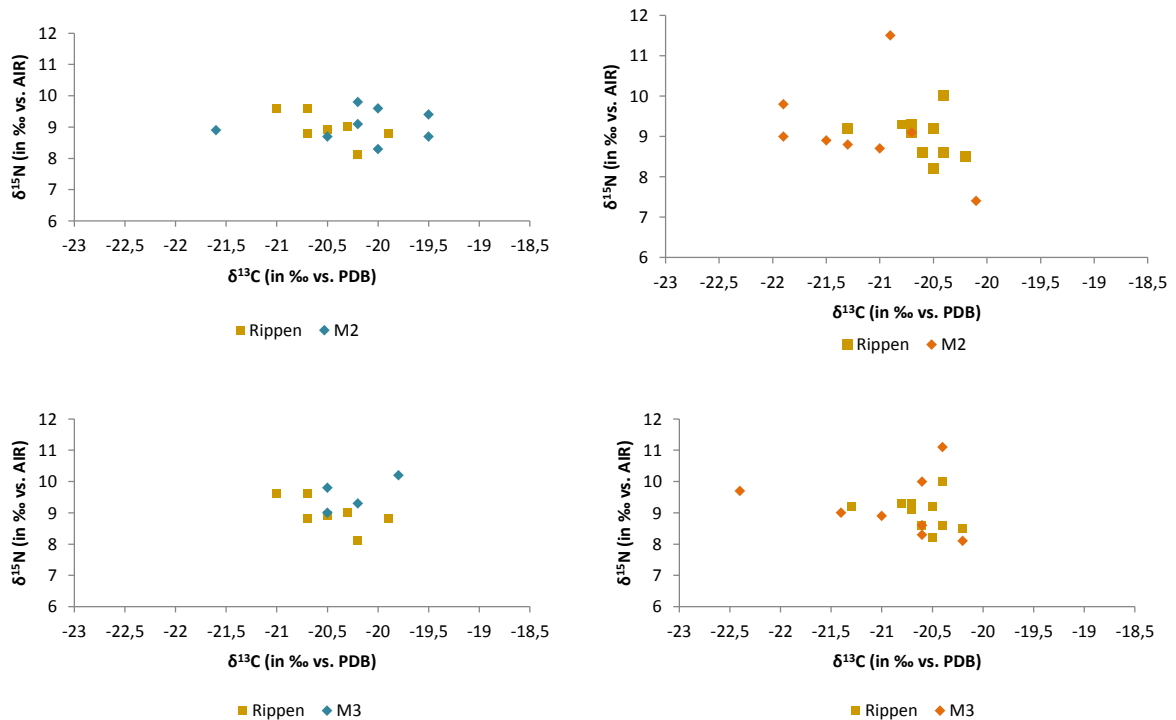 12
11
10
9
8
7
6
δ¹⁵N (in ‰ vs. AIR)
-23 -22,5 -22 -21,5 -21 -20,5 -20 -19,5 -19 -18,5
δ¹³C (in ‰ vs. PDB)
Rippen M2
12
11
10
9
8
7
6
δ¹⁵N (in ‰ vs. AIR)
-23 -22,5 -22 -21,5 -21 -20,5 -20 -19,5 -19 -18,5
δ¹³C (in ‰ vs. PDB)
Rippen M2
12
11
10
9
8
7
6
δ¹⁵N (in ‰ vs. AIR)
-23 -22,5 -22 -21,5 -21 -20,5 -20 -19,5 -19 -18,5
δ¹³C (in ‰ vs. PDB)
Rippen M3
12
11
10
9
8
7
6
δ¹⁵N (in ‰ vs. AIR)
-23 -22,5 -22 -21,5 -21 -20,5 -20 -19,5 -19 -18,5
δ¹³C (in ‰ vs. PDB)
Rippen M3